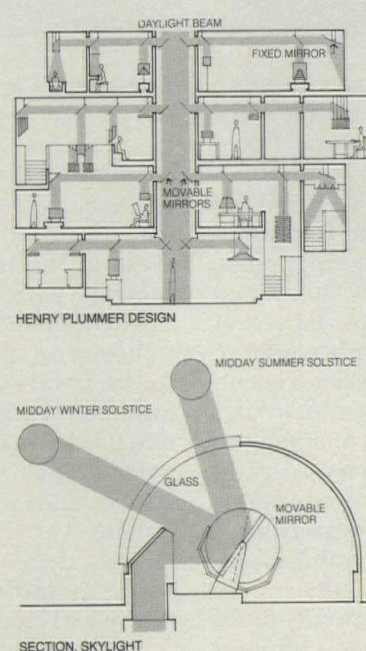 DAYLIGHT BEAM
FIXED MIRROR
MOVABLE
MIRRORS
HENRY PLUMMER DESIGN
MIDDAY SUMMER SOLSTICE
MIDDAY WINTER SOLSTICE
GLASS
MOVABLE
MIRROR
SECTION, SKYLIGHT